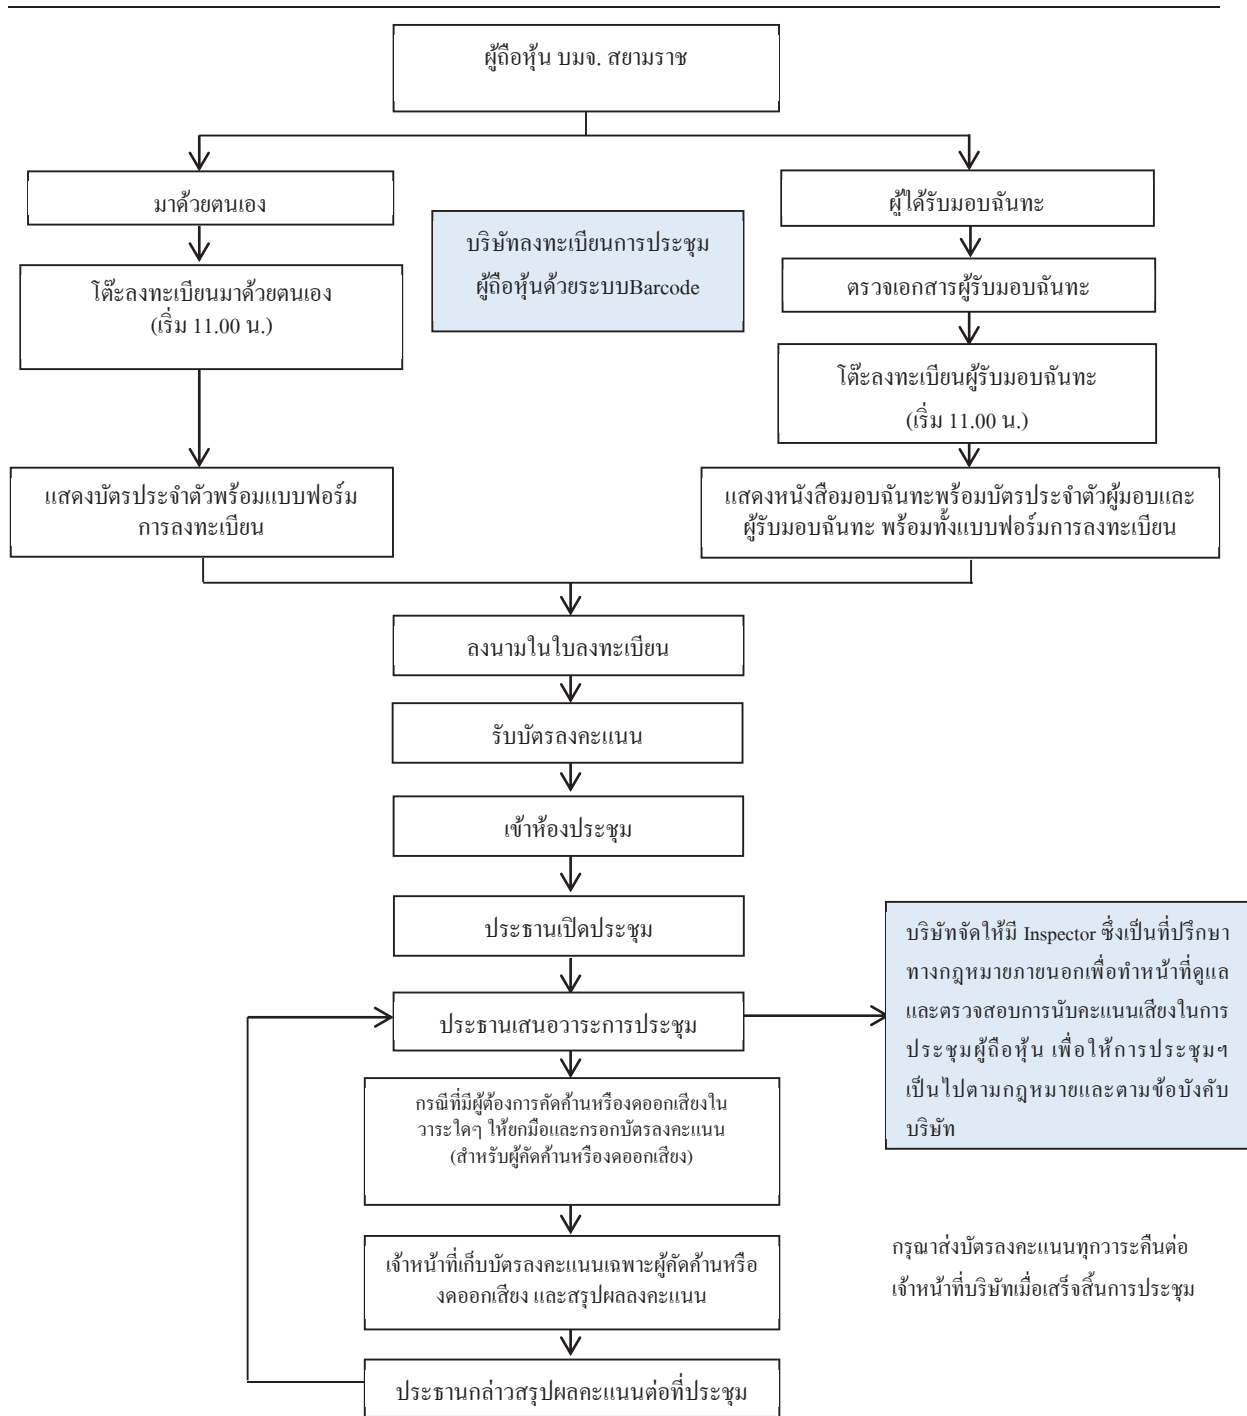 ผู้ถือหุ้น บมจ. สยามราช
มาด้วยตนเอง
ผู้ได้รับมอบฉันทะ
บริษัทลงทะเบียนการประชุม
ผู้ถือหุ้นด้วยระบบBarcode
โต๊ะลงทะเบียนมาด้วยตนเอง
(เริ่ม 11.00 น.)
ตรวจเอกสารผู้รับมอบฉันทะ
โต๊ะลงทะเบียนผู้รับมอบฉันทะ
(เริ่ม 11.00 น.)
แสดงบัตรประจำตัวพร้อมแบบฟอร์ม
การลงทะเบียน
แสดงหนังสือมอบฉันทะพร้อมบัตรประจำตัวผู้มอบและ
ผู้รับมอบฉันทะ พร้อมทั้งแบบฟอร์มการลงทะเบียน
ลงนามในใบลงทะเบียน
รับบัตรลงคะแนน
เข้าห้องประชุม
ประธานเปิดประชุม
ประธานเสนอวาระการประชุม
บริษัทจัดให้มี Inspector ซึ่งเป็นที่ปรึกษา
ทางกฎหมายภายนอกเพื่อทำหน้าที่ดูแล
และตรวจสอบการนับคะแนนเสียงในการ
ประชุมผู้ถือหุ้น เพื่อให้การประชุมฯ
เป็นไปตามกฎหมายและตามข้อบังคับ
บริษัท
กรณีที่มีผู้ต้องการคัดค้านหรืองดออกเสียงใน
วาระใดๆ ให้ยกมือและกรอกบัตรลงคะแนน
(สำหรับผู้คัดค้านหรืองดออกเสียง)
เจ้าหน้าที่เก็บบัตรลงคะแนนเฉพาะผู้คัดค้านหรือ
งดออกเสียง และสรุปผลลงคะแนน
กรุณาส่งบัตรลงคะแนนทุกวาระคืนต่อ
เจ้าหน้าที่บริษัทเมื่อเสร็จสิ้นการประชุม
ประธานกล่าวสรุปผลคะแนนต่อที่ประชุม